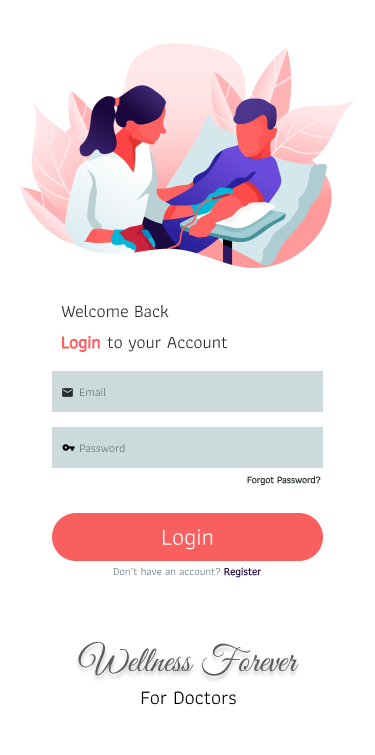 Welcome Back
Login to your Account
Email
Password
Forgot Password?
Login
Don't have an account? Register
Wellness Forever
For Doctors